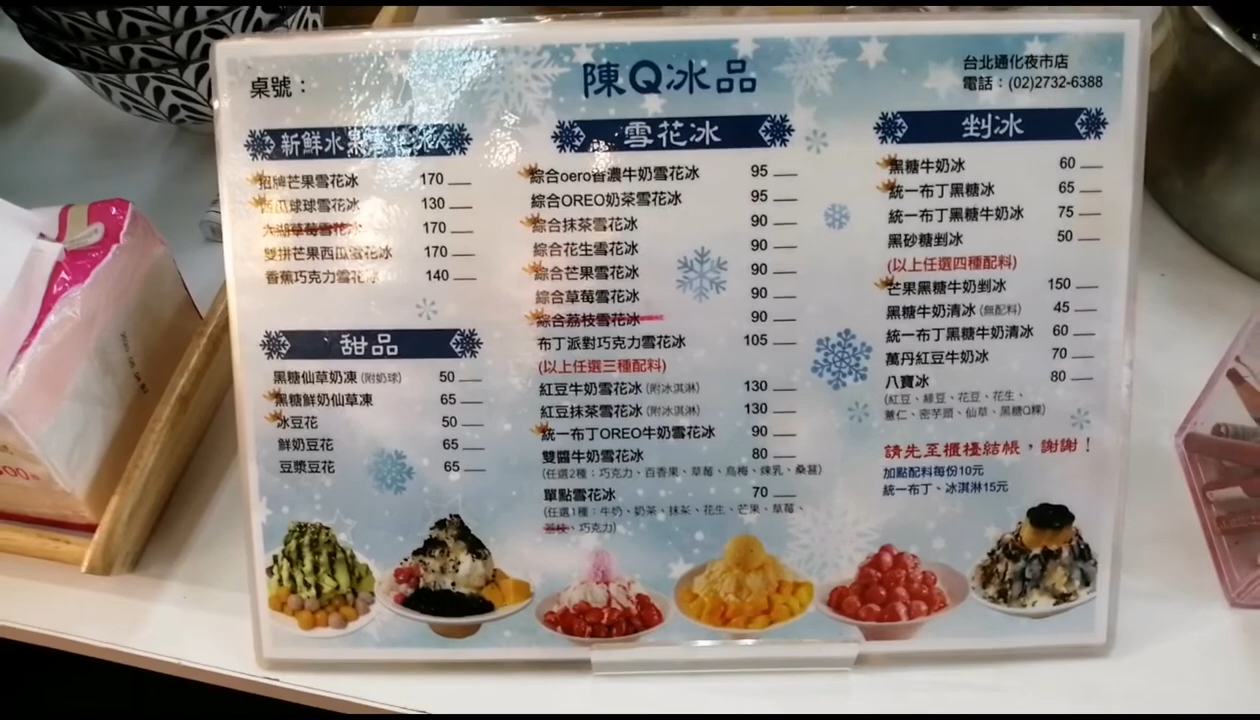 桌號：
陳Q冰品
台北通化夜市店
電話：(02)2732-6388
新鮮水果雪花冰
招牌芒果雪花冰 170
西瓜球球雪花冰 130
大湖草莓雪花冰 170
雙拼芒果西瓜雪花冰 170
香蕉巧克力雪花冰 140
甜品
黑糖仙草奶凍 (附奶球) 50
黑糖鮮奶仙草凍 65
冰豆花 50
鮮奶豆花 65
豆漿豆花 65
雪花冰
綜合oero香濃牛奶雪花冰 95
綜合OREO奶茶雪花冰 95
綜合抹茶雪花冰 90
綜合花生雪花冰 90
綜合芒果雪花冰 90
綜合草莓雪花冰 90
綜合荔枝雪花冰 90
布丁派對巧克力雪花冰 105
(以上任選三種配料)
紅豆牛奶雪花冰 (附冰淇淋) 130
紅豆抹茶雪花冰 (附冰淇淋) 130
統一布丁OREO牛奶雪花冰 90
雙醬牛奶雪花冰 80
(任選2種：巧克力、百香果、草莓、烏梅、煉乳、桑葚)
單點雪花冰 70
(任選1種：牛奶、奶茶、抹茶、花生、芒果、草莓、
荔枝、巧克力)
剉冰
黑糖牛奶冰 60
統一布丁黑糖冰 65
統一布丁黑糖牛奶冰 75
黑砂糖剉冰 50
(以上任選四種配料)
芒果黑糖牛奶剉冰 150
黑糖牛奶清冰 (無配料) 45
統一布丁黑糖牛奶清冰 60
萬丹紅豆牛奶冰 70
八寶冰 80
(紅豆、綠豆、花豆、花生、
薏仁、密芋頭、仙草、黑糖Q粿)
請先至櫃檯結帳，謝謝！
加點配料每份10元
統一布丁、冰淇淋15元